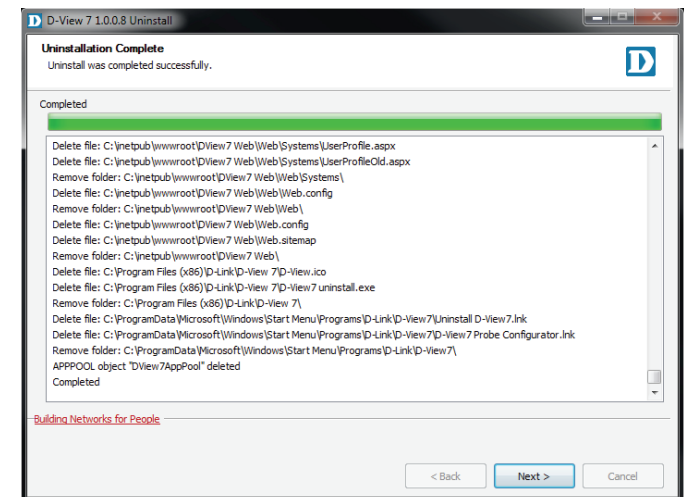 D D-View 7 1.0.0.8 Uninstall
Uninstallation Complete
Uninstall was completed successfully.
D
Completed
Delete file: C:\inetpub\wwwroot\DView7 Web\Web\Systems\UserProfile.aspx
Delete file: C:\inetpub\wwwroot\DView7 Web\Web\Systems\UserProfileOld.aspx
Remove folder: C:\inetpub\wwwroot\DView7 Web\Web\Systems\
Delete file: C:\inetpub\wwwroot\DView7 Web\Web\Web.config
Remove folder: C:\inetpub\wwwroot\DView7 Web\Web\
Delete file: C:\inetpub\wwwroot\DView7 Web\Web.config
Delete file: C:\inetpub\wwwroot\DView7 Web\Web.sitemap
Remove folder: C:\inetpub\wwwroot\DView7 Web\
Delete file: C:\Program Files (x86)\D-Link\D-View 7\D-View.ico
Delete file: C:\Program Files (x86)\D-Link\D-View 7\D-View7 uninstall.exe
Remove folder: C:\Program Files (x86)\D-Link\D-View 7\
Delete file: C:\ProgramData\Microsoft\Windows\Start Menu\Programs\D-Link\D-View7\Uninstall D-View7.lnk
Delete file: C:\ProgramData\Microsoft\Windows\Start Menu\Programs\D-Link\D-View7\D-View7 Probe Configurator.lnk
Remove folder: C:\ProgramData\Microsoft\Windows\Start Menu\Programs\D-Link\D-View7\
APPPOOL object "DView7AppPool" deleted
Completed
Building Networks for People
< Back Next > Cancel